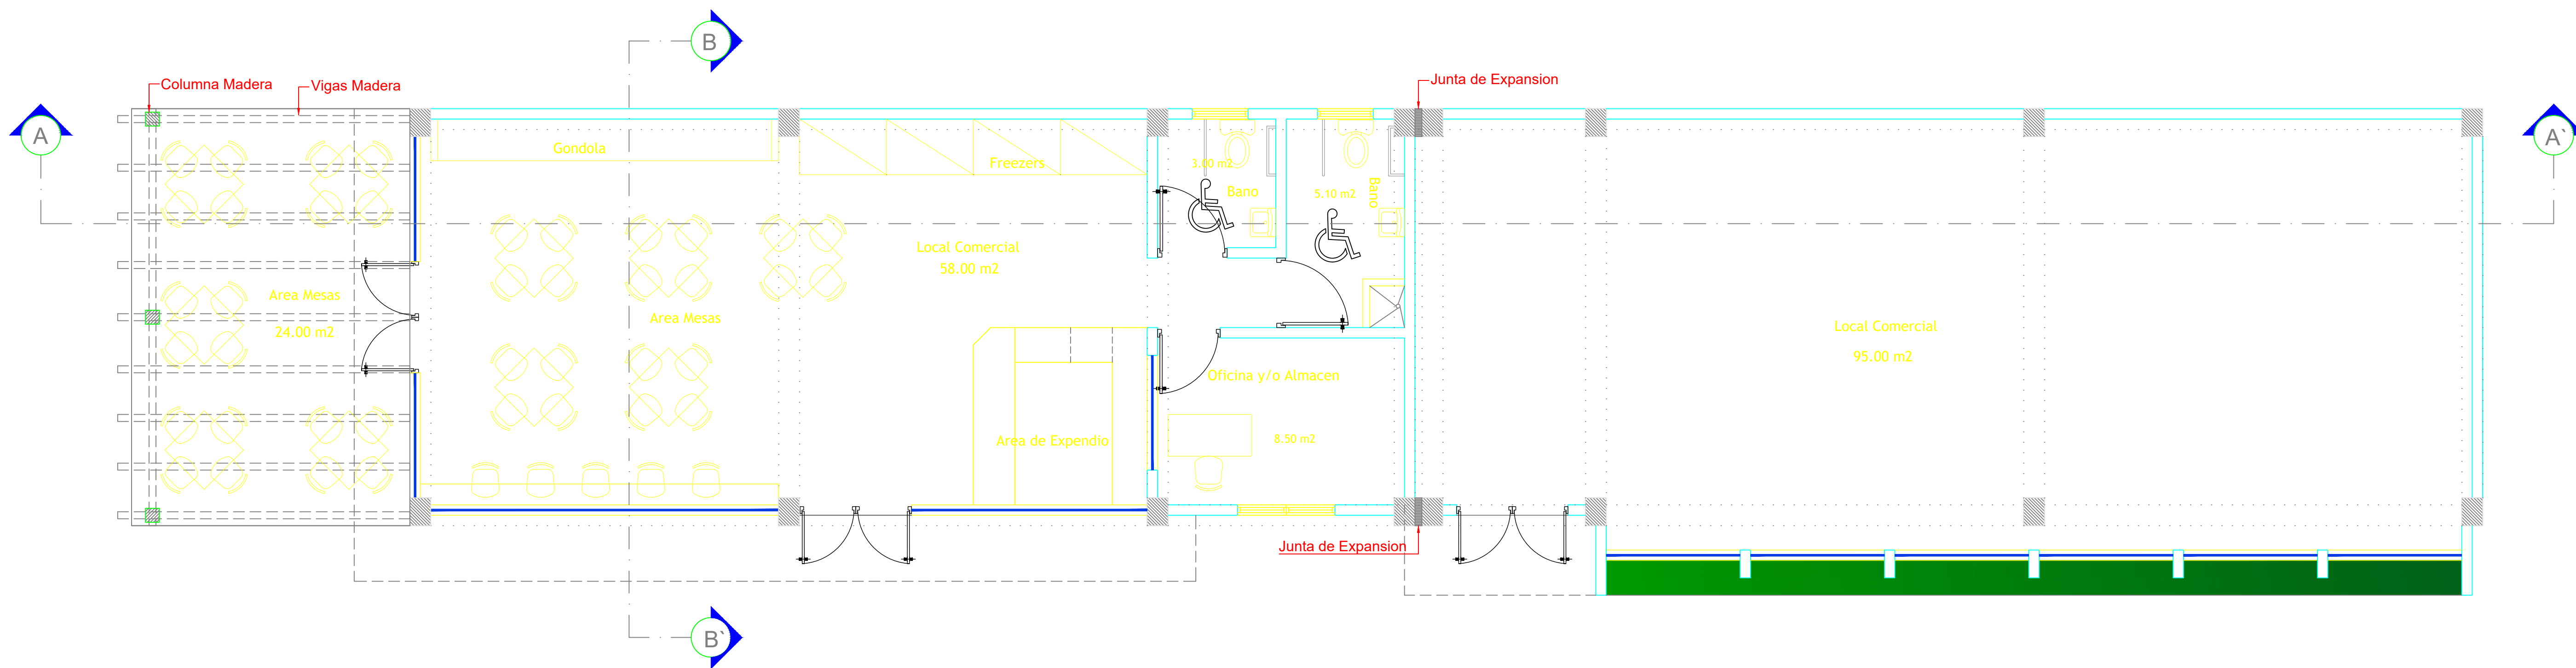 B
Columna Madera
Vigas Madera
Junta de Expansion
A
A`
Gondola
Freezers
3.60 m2
Bano
5.10 m2
Bano
Local Comercial
58.00 m2
Area Mesas
24.00 m2
Area Mesas
Local Comercial
95.00 m2
Oficina y/o Almacen
8.50 m2
Area de Expendio
Junta de Expansion
B`